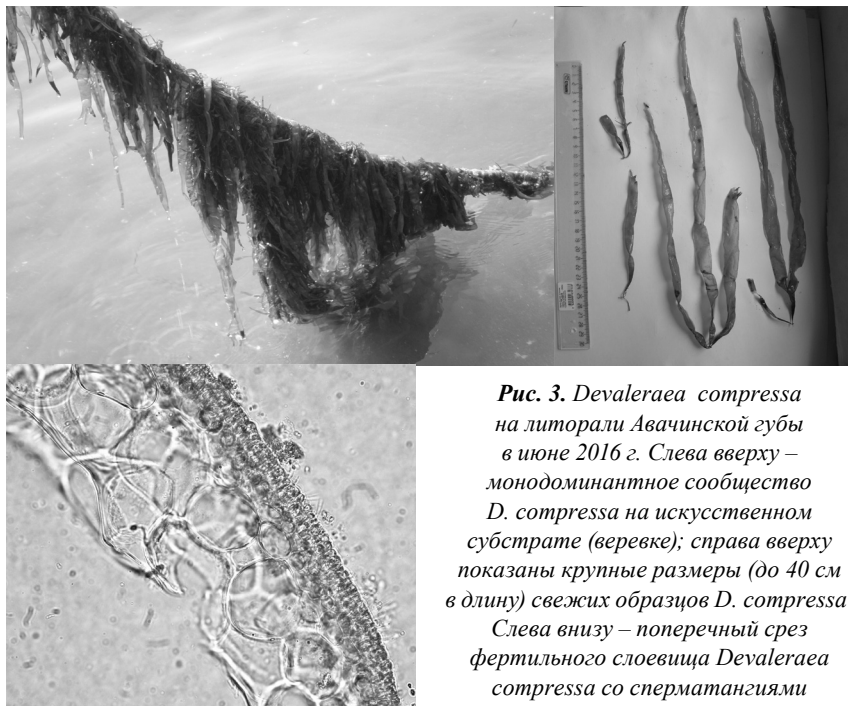 Рис. 3. Devaleraea compressa
на литорали Авачинской губы
в июне 2016 г. Слева вверху –
монодоминантное сообщество
D. compressa на искусственном
субстрате (веревке); справа вверху
показаны крупные размеры (до 40 см
в длину) свежих образцов D. compressa
Слева внизу – поперечный срез
фертильного слоевища Devaleraea
compressa со сперматангиями